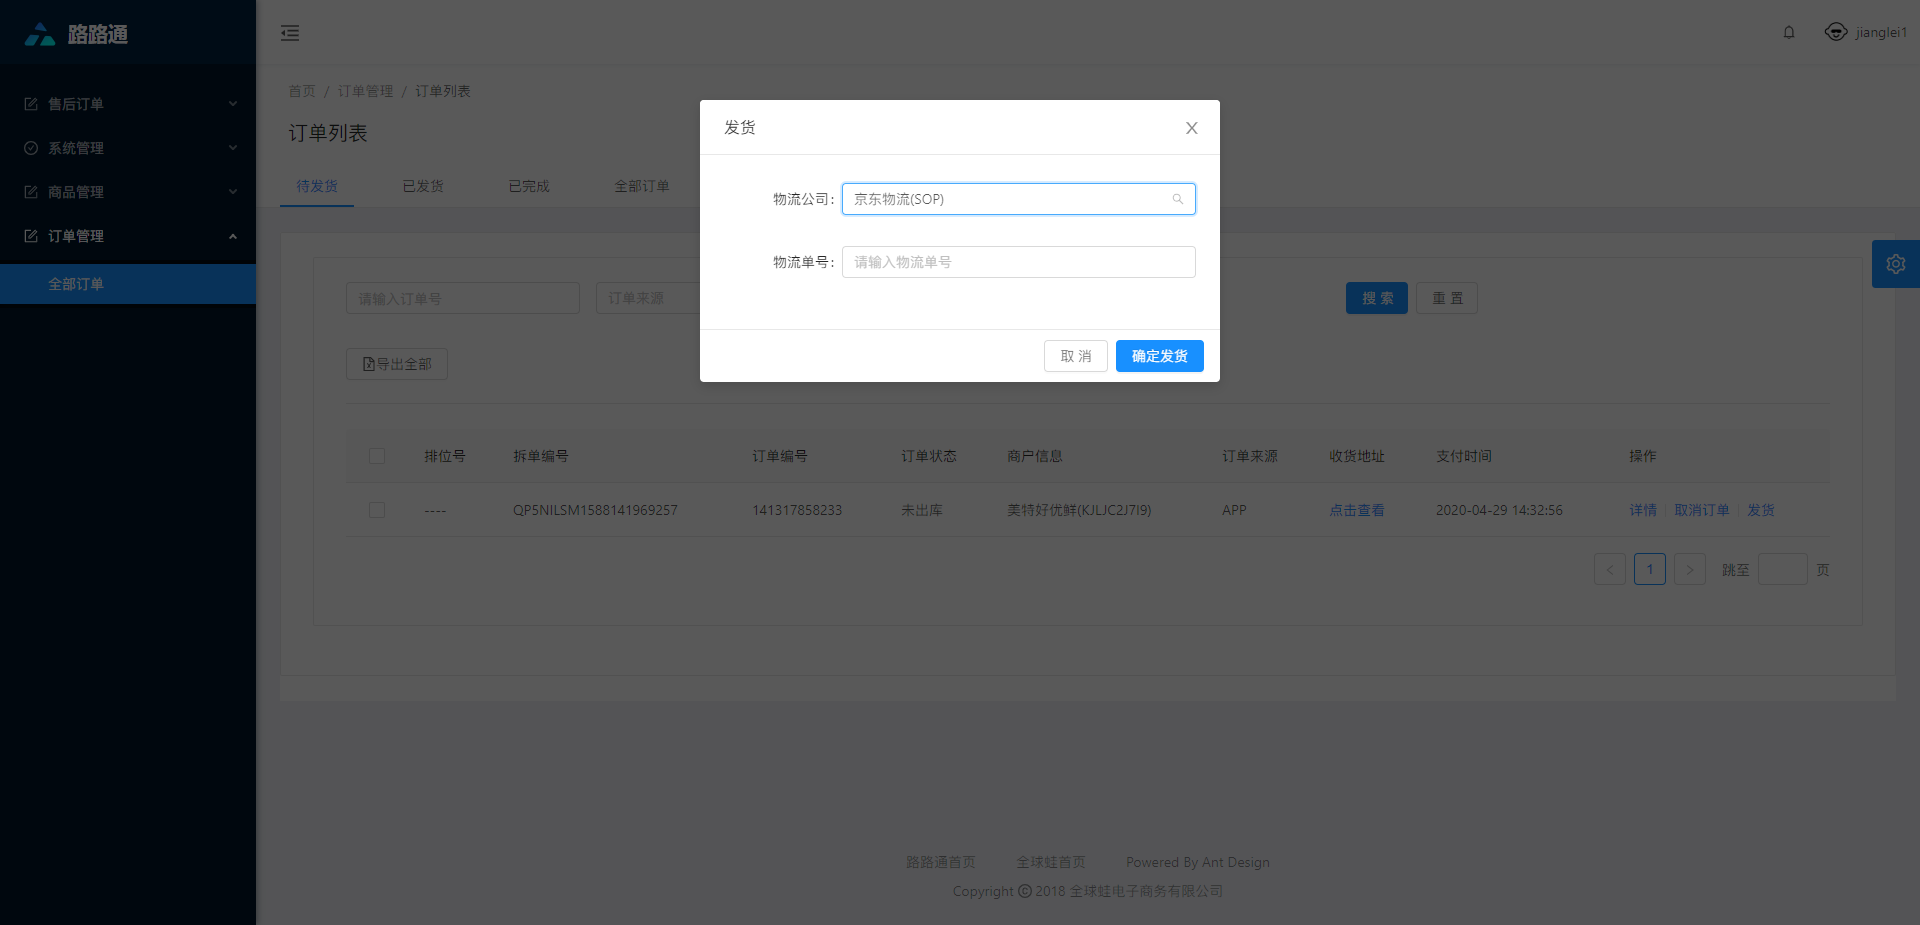 路路通
jianglei1
售后订单
系统管理
商品管理
订单管理
全部订单
首页 / 订单管理 / 订单列表
订单列表
待发货 已发货 已完成 全部订单
发货
物流公司: 京东物流(SOP)
物流单号: 请输入物流单号
取 消 确定发货
请输入订单号 订单来源 搜 索 重 置
导出全部
排位号 拆单编号 订单编号 订单状态 商户信息 订单来源 收货地址 支付时间 操作
---- QP5NILSM1588141969257 141317858233 未出库 美特好优鲜(KJLJC2J7I9) APP 点击查看 2020-04-29 14:32:56 详情 取消订单 发货
< 1 > 跳至 页
路路通首页 全球蛙首页 Powered By Ant Design
Copyright © 2018 全球蛙电子商务有限公司